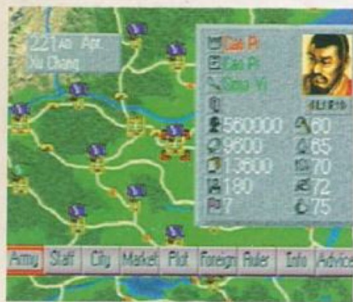 221 AD Apr.
Xu Chang
Cao Pi
Cao Pi
Sima Yi
560000 60
9600 65
13600 70
180 72
7 75
Army Staff City Market Plot Foreign Ruler Info Advice